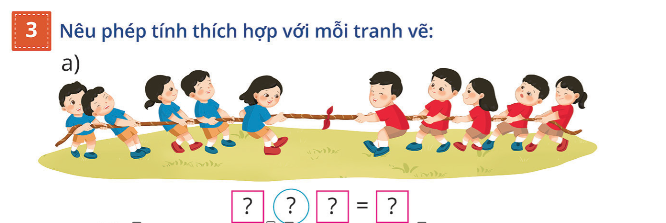 3 Nêu phép tính thích hợp với mỗi tranh vẽ:
a)
? ? ? = ?